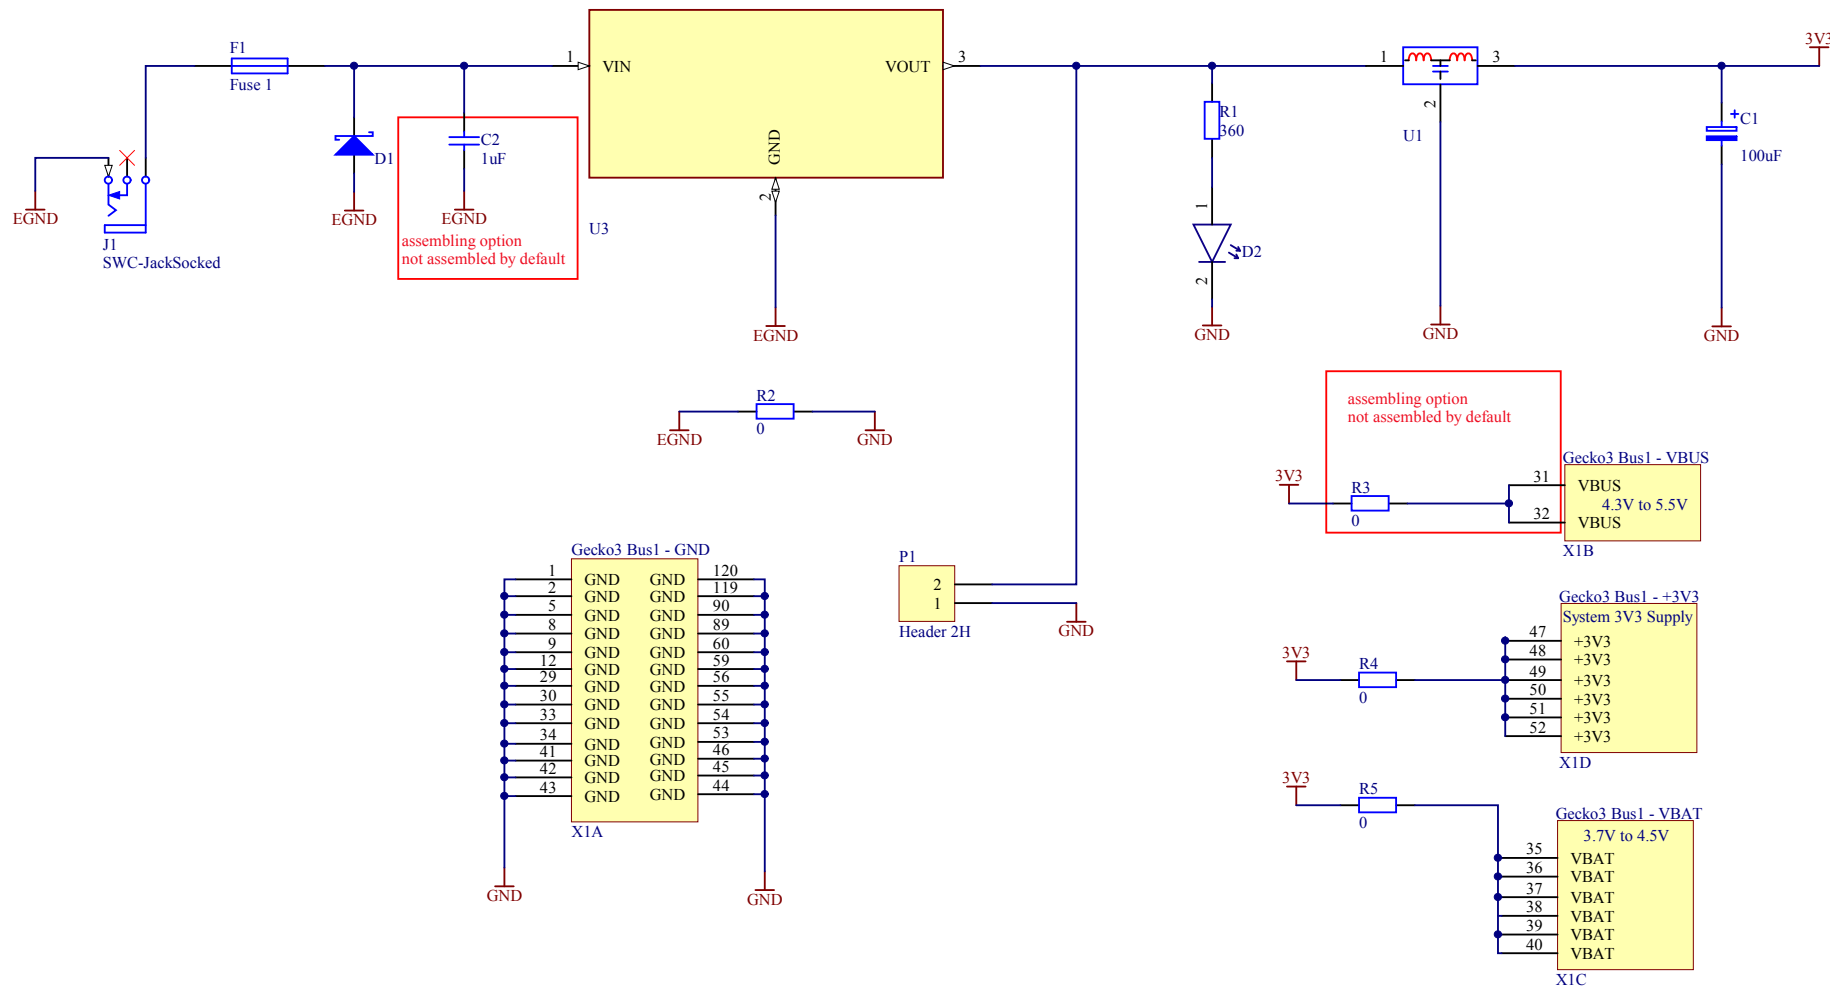 F1
Fuse 1
EGND
J1
SWC-JackSocked
D1
EGND
C2
1uF
EGND
assembling option
not assembled by default
1
VIN
VOUT
3
GND
2
U3
EGND
R1
360
1
D2
2
GND
1
3
2
U1
GND
3V3
C1
100uF
GND
R2
0
EGND
GND
assembling option
not assembled by default
3V3
R3
0
Gecko3 Bus1 - VBUS
31 VBUS
4.3V to 5.5V
32 VBUS
X1B
Gecko3 Bus1 - GND
1 GND GND 120
2 GND GND 119
5 GND GND 90
8 GND GND 89
9 GND GND 60
12 GND GND 59
29 GND GND 56
30 GND GND 55
33 GND GND 54
34 GND GND 53
41 GND GND 46
42 GND GND 45
43 GND GND 44
X1A
GND
GND
P1
2
1
Header 2H
GND
Gecko3 Bus1 - +3V3
System 3V3 Supply
3V3
R4
0
47 +3V3
48 +3V3
49 +3V3
50 +3V3
51 +3V3
52 +3V3
X1D
3V3
R5
0
Gecko3 Bus1 - VBAT
3.7V to 4.5V
35 VBAT
36 VBAT
37 VBAT
38 VBAT
39 VBAT
40 VBAT
X1C